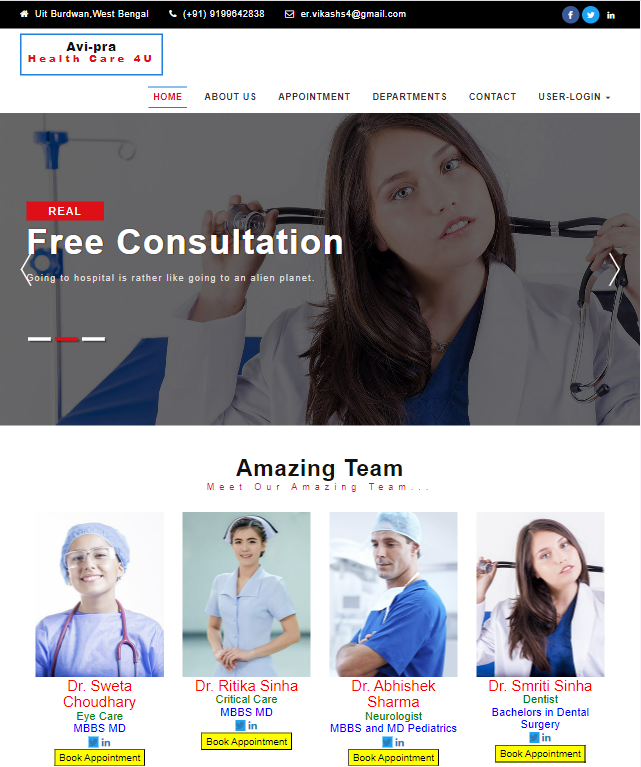 Uit Burdwan,West Bengal (+91) 9199642838 er.vikashs4@gmail.com
Avi-pra
Health Care 4U
HOME ABOUT US APPOINTMENT DEPARTMENTS CONTACT USER-LOGIN
REAL
Free Consultation
Going to hospital is rather like going to an alien planet.
Amazing Team
Meet Our Amazing Team...
Dr. Sweta
Choudhary
Eye Care
MBBS MD
Book Appointment
Dr. Ritika Sinha
Critical Care
MBBS MD
Book Appointment
Dr. Abhishek
Sharma
Neurologist
MBBS and MD Pediatrics
Book Appointment
Dr. Smriti Sinha
Dentist
Bachelors in Dental
Surgery
Book Appointment